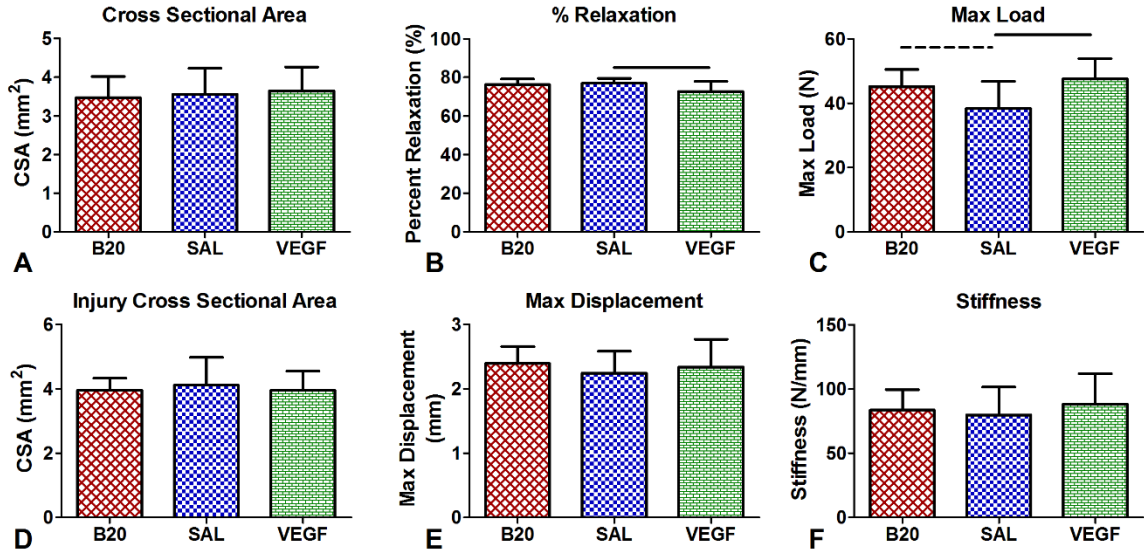 Cross Sectional Area
CSA (mm²)
5
4
3
2
1
0
B20 SAL VEGF
A
% Relaxation
Percent Relaxation (%)
100
80
60
40
20
0
B20 SAL VEGF
B
Max Load
Max Load (N)
60
40
20
0
B20 SAL VEGF
C
Injury Cross Sectional Area
CSA (mm²)
6
4
2
0
B20 SAL VEGF
D
Max Displacement
Max Displacement
(mm)
3
2
1
0
B20 SAL VEGF
E
Stiffness
Stiffness (N/mm)
150
100
50
0
B20 SAL VEGF
F